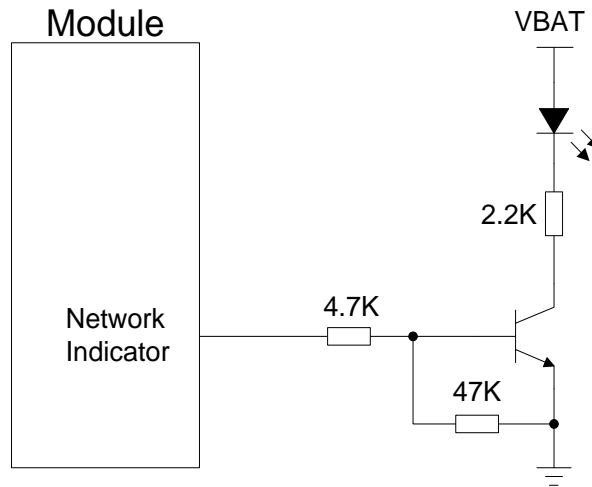 Module
VBAT
2.2K
4.7K
Network
Indicator
47K